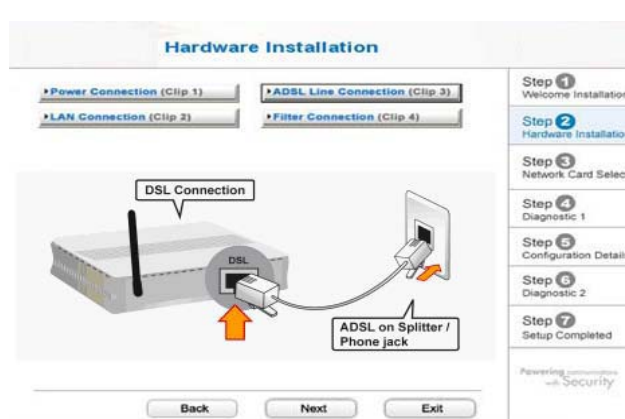 Hardware Installation
Power Connection (Clip 1)
ADSL Line Connection (Clip 3)
LAN Connection (Clip 2)
Filter Connection (Clip 4)
DSL Connection
DSL
ADSL on Splitter /
Phone jack
Back
Next
Exit
Step 1
Welcome Installation
Step 2
Hardware Installatio
Step 3
Network Card Selec
Step 4
Diagnostic 1
Step 5
Configuration Detail
Step 6
Diagnostic 2
Step 7
Setup Completed
Powering
with Security